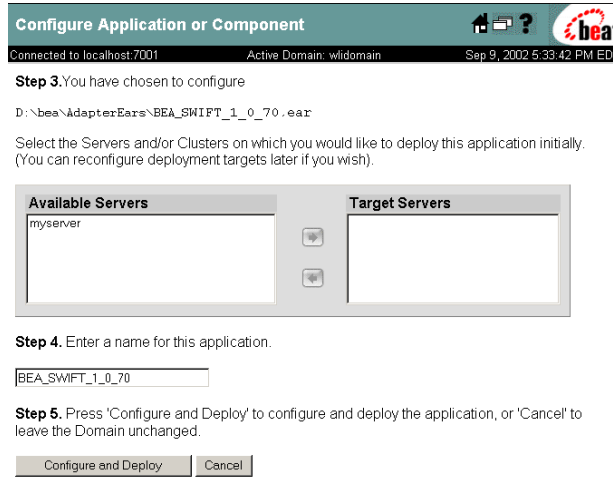 Configure Application or Component
?
bea
Connected to localhost:7001 Active Domain: wlidomain Sep 9, 2002 5:33:42 PM ED
Step 3.You have chosen to configure
D:\bea\AdapterEars\BEA_SWIFT_1_0_70.ear
Select the Servers and/or Clusters on which you would like to deploy this application initially.
(You can reconfigure deployment targets later if you wish).
Available Servers Target Servers
myserver
Step 4. Enter a name for this application.
BEA_SWIFT_1_0_70
Step 5. Press 'Configure and Deploy' to configure and deploy the application, or 'Cancel' to
leave the Domain unchanged.
Configure and Deploy Cancel